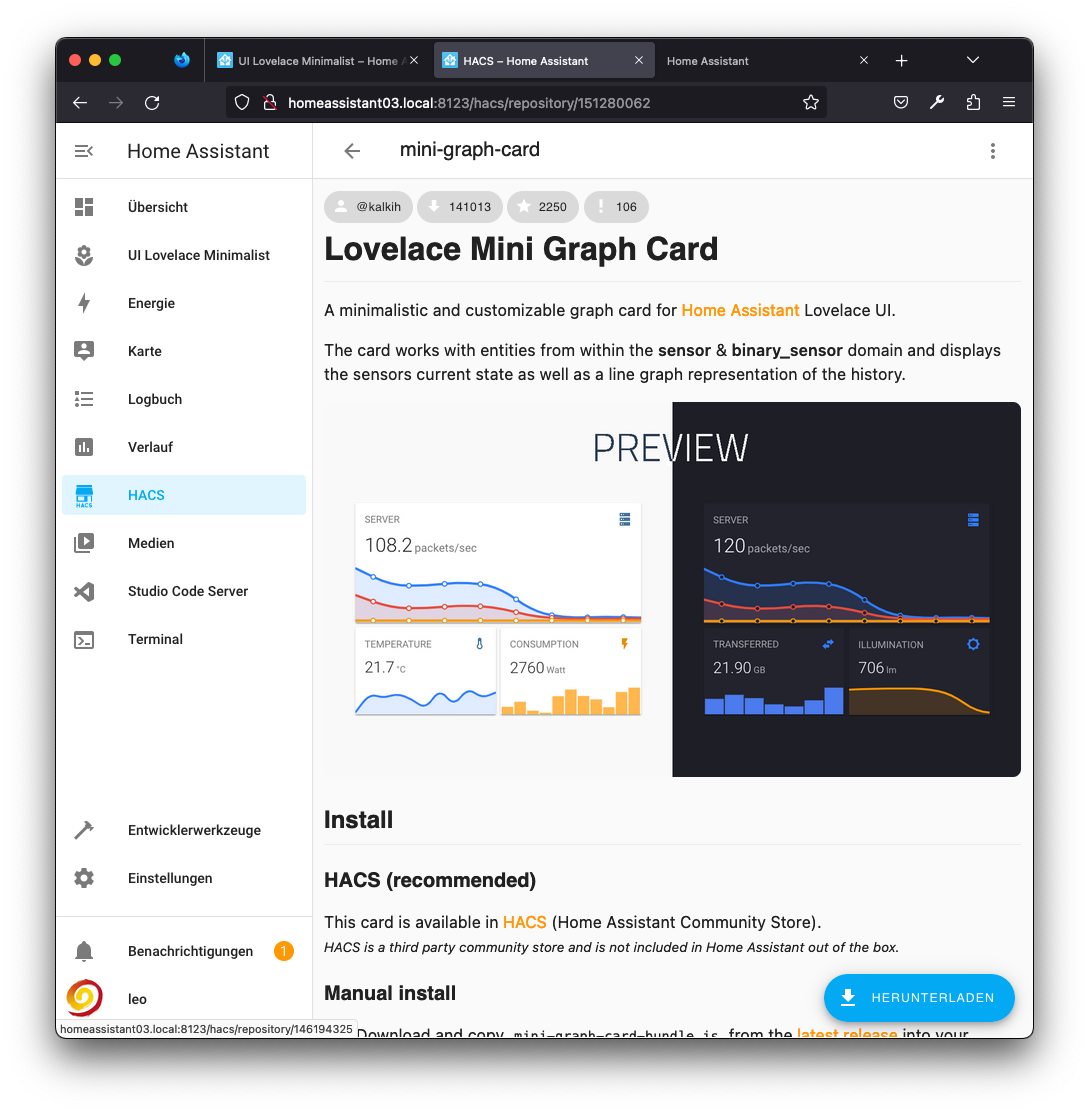 UI Lovelace Minimalist – Home A
HACS – Home Assistant
Home Assistant
homeassistant03.local:8123/hacs/repository/151280062
Home Assistant
mini-graph-card
Übersicht
UI Lovelace Minimalist
Energie
Karte
Logbuch
Verlauf
HACS
HACS
Medien
Studio Code Server
Terminal
Entwicklerwerkzeuge
Einstellungen
Benachrichtigungen 1
leo
homeassistant03.local:8123/hacs/repository/146194325
@kalkih 141013 2250 106
Lovelace Mini Graph Card
A minimalistic and customizable graph card for Home Assistant Lovelace UI.
The card works with entities from within the sensor & binary_sensor domain and displays
the sensors current state as well as a line graph representation of the history.
PREVIEW
SERVER
108.2 packets/sec
TEMPERATURE
21.7 °C
CONSUMPTION
2760 Watt
SERVER
120 packets/sec
TRANSFERRED
21.90 GB
ILLUMINATION
706 lm
Install
HACS (recommended)
This card is available in HACS (Home Assistant Community Store).
HACS is a third party community store and is not included in Home Assistant out of the box.
Manual install
HERUNTERLADEN
Download and copy mini-graph-card-bundle.js from the latest release into your